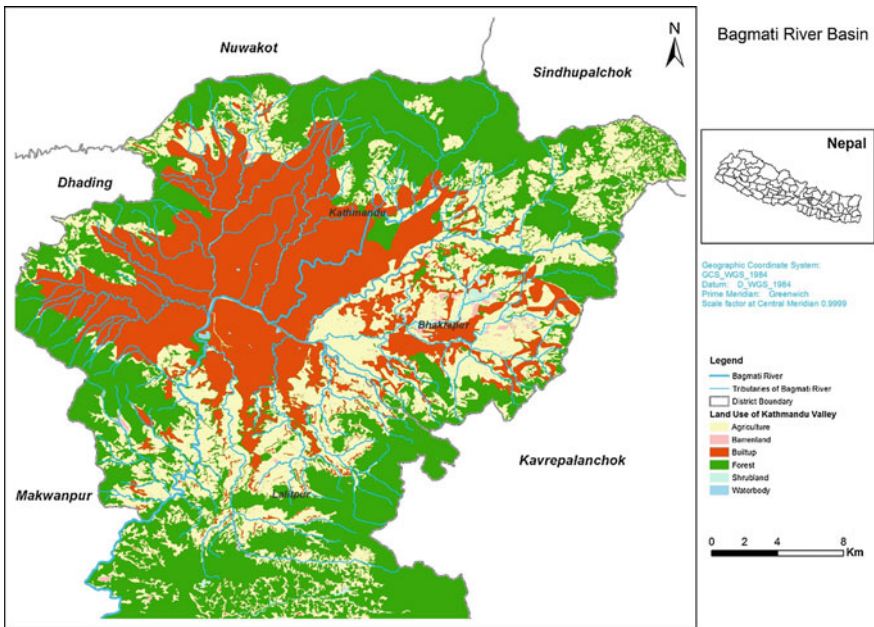 Bagmati River Basin
Nuwakot
N
Sindhupalchok
Nepal
Dhading
Kathmandu
Geographic Coordinate System:
GCS_WGS_1984
Datum: D_WGS_1984
Prime Meridian: Greenwich
Scale factor at Central Meridian 0.9999
Bhaktapur
Legend
Bagmati River
Tributaries of Bagmati River
District Boundary
Land Use of Kathmandu Valley
Agriculture
Barrenland
Builtup
Forest
Shrubland
Waterbody
Kavrepalanchok
Makwanpur
Lalitpur
0 2 4 8
Km